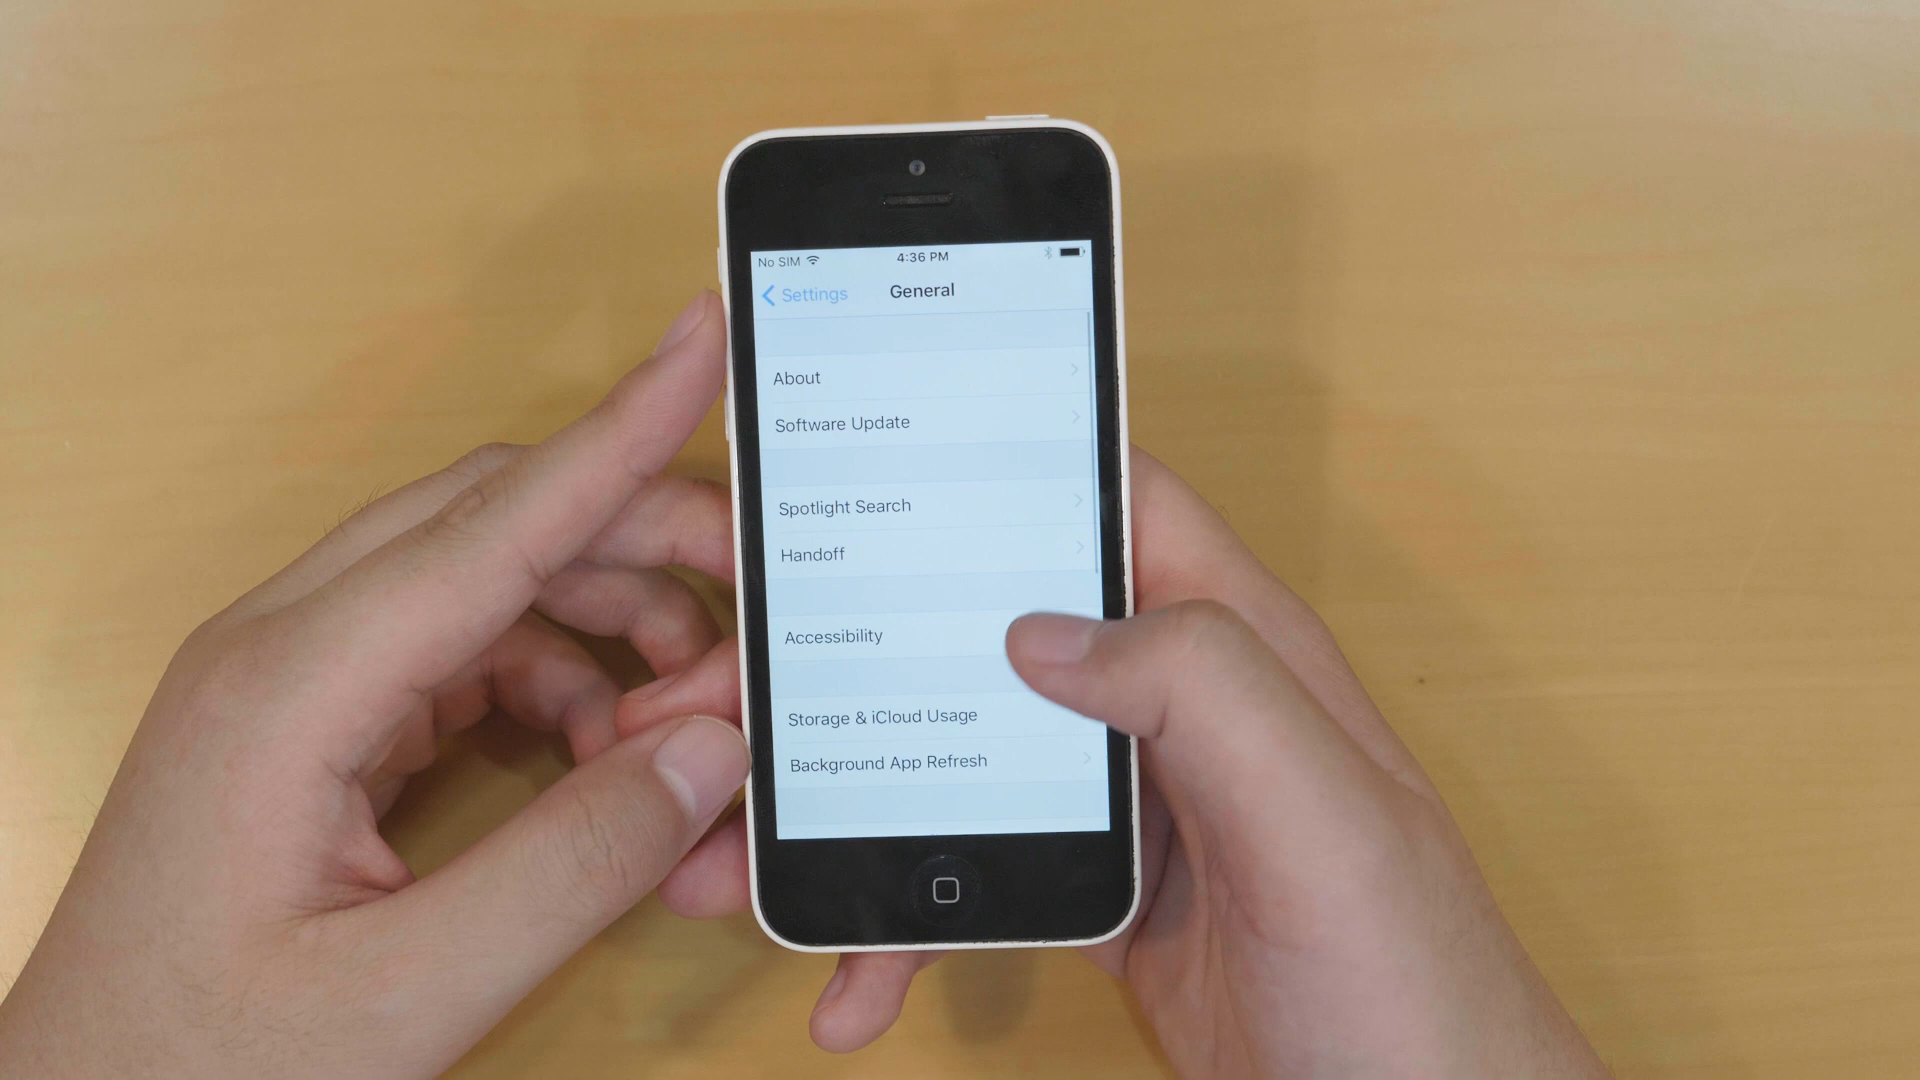 No SIM 4:36 PM
Settings General
About
Software Update
Spotlight Search
Handoff
Accessibility
Storage & iCloud Usage
Background App Refresh